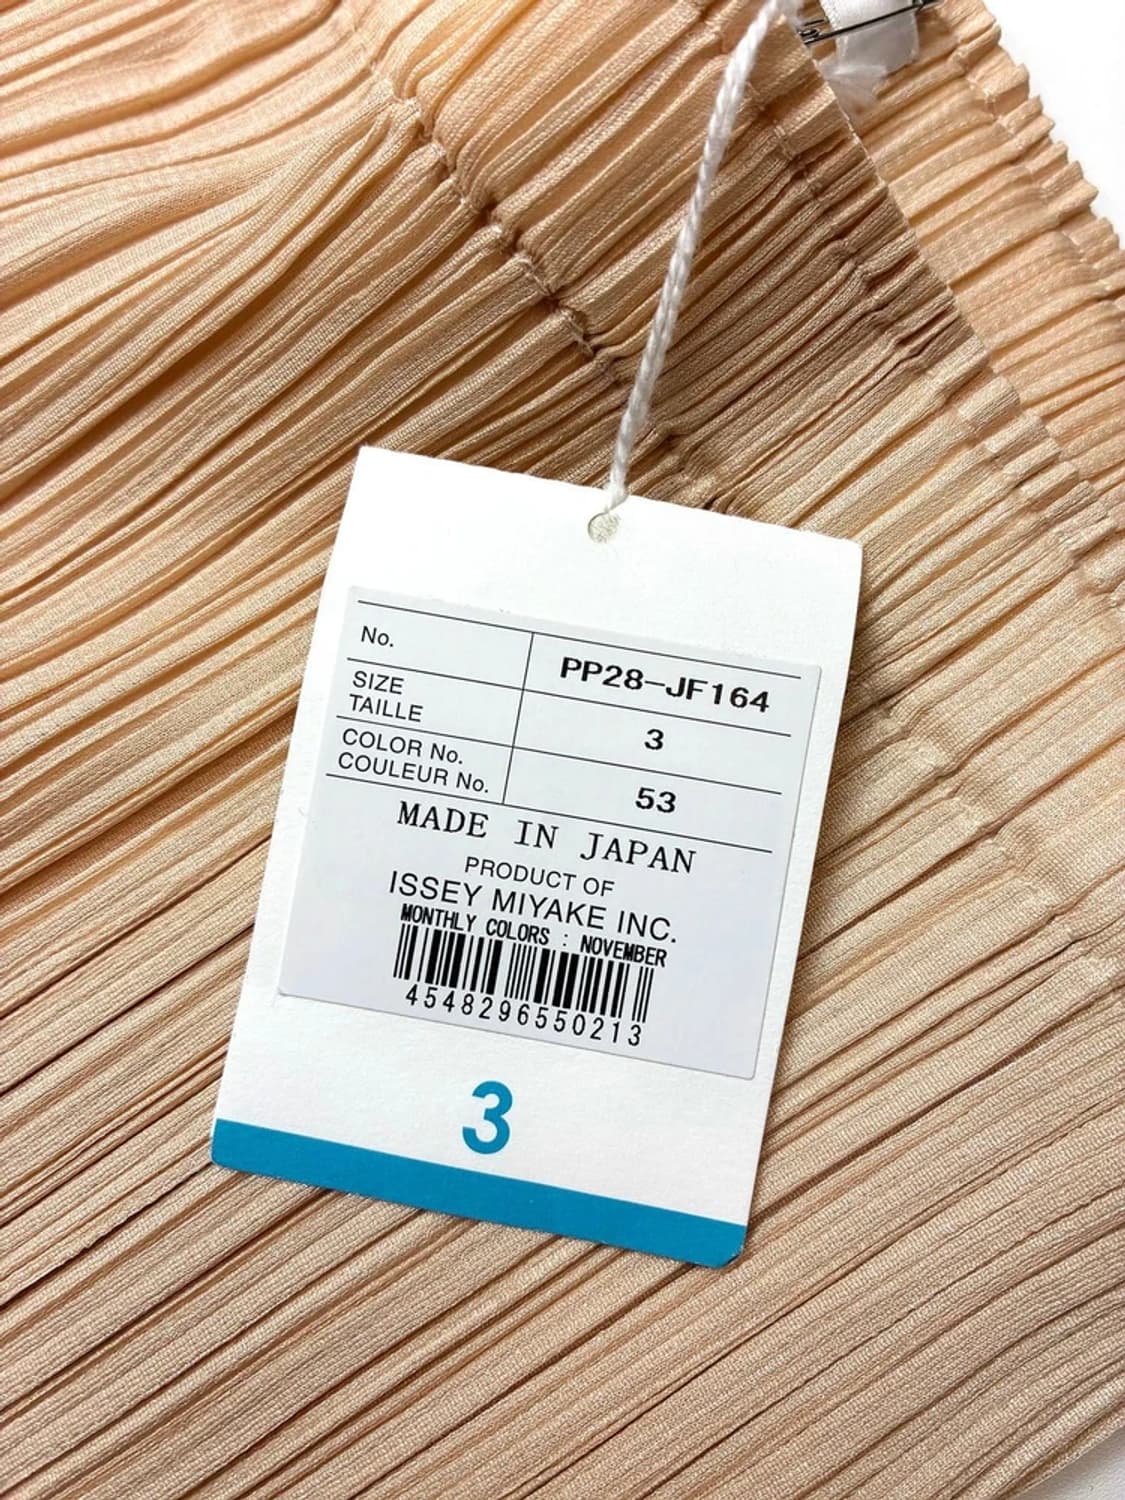 No. PP28-JF164
SIZE
TAILLE 3
COLOR No.
COULEUR No. 53
MADE IN JAPAN
PRODUCT OF
ISSEY MIYAKE INC.
MONTHLY COLORS : NOVEMBER
4548296550213
3